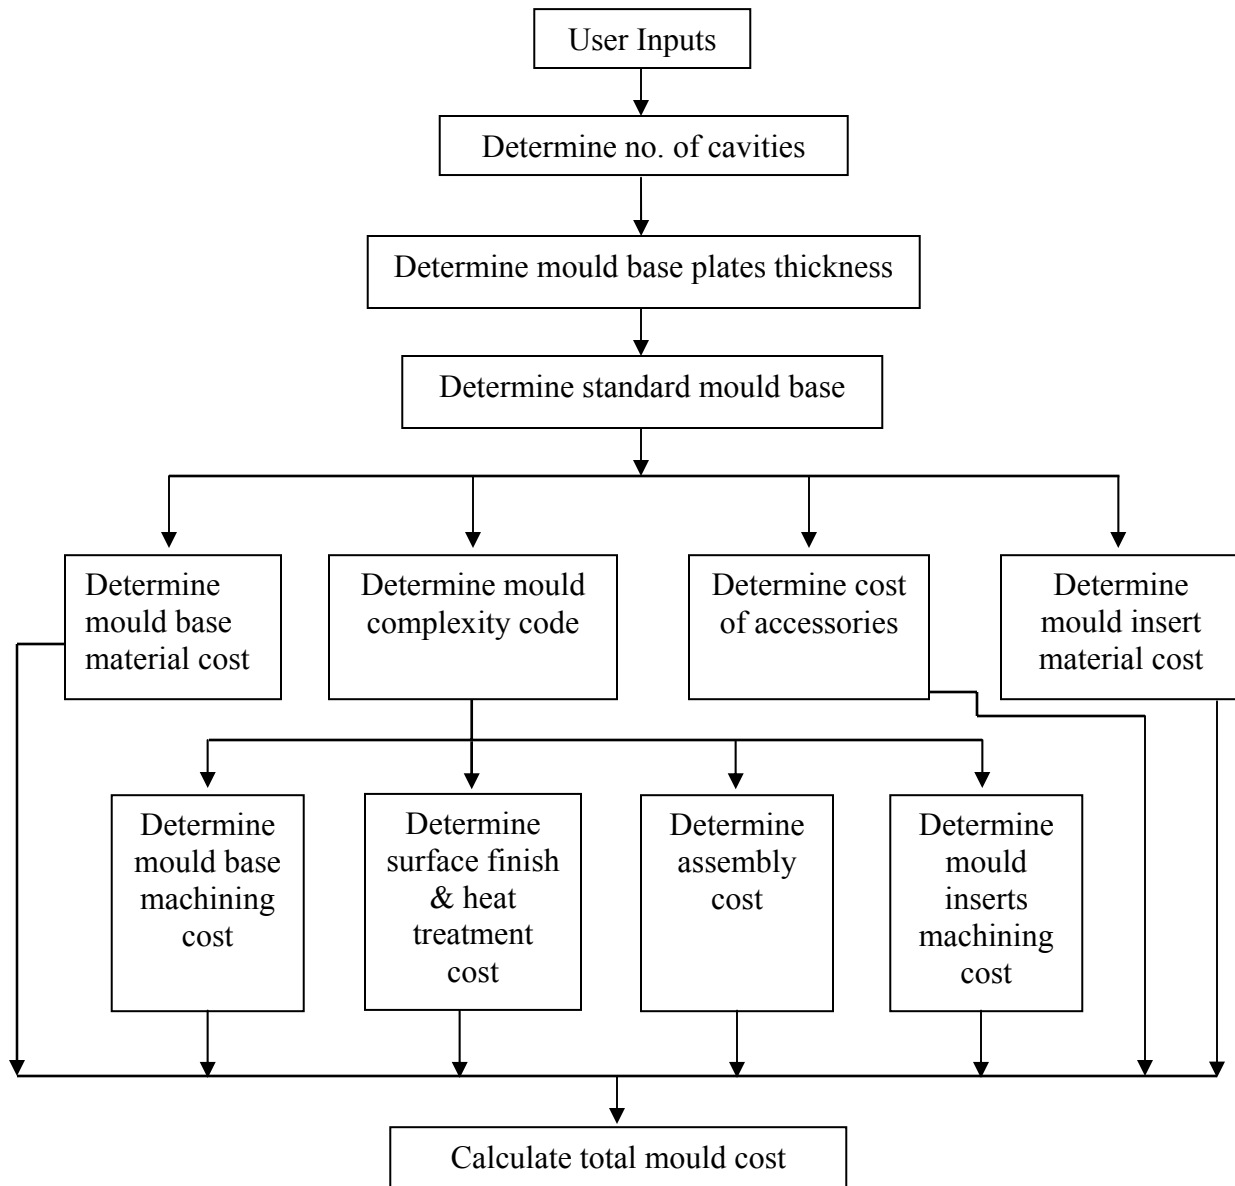 User Inputs
Determine no. of cavities
Determine mould base plates thickness
Determine standard mould base
Determine
mould base
material cost
Determine mould
complexity code
Determine cost
of accessories
Determine
mould insert
material cost
Determine
mould base
machining
cost
Determine
surface finish
& heat
treatment
cost
Determine
assembly
cost
Determine
mould
inserts
machining
cost
Calculate total mould cost